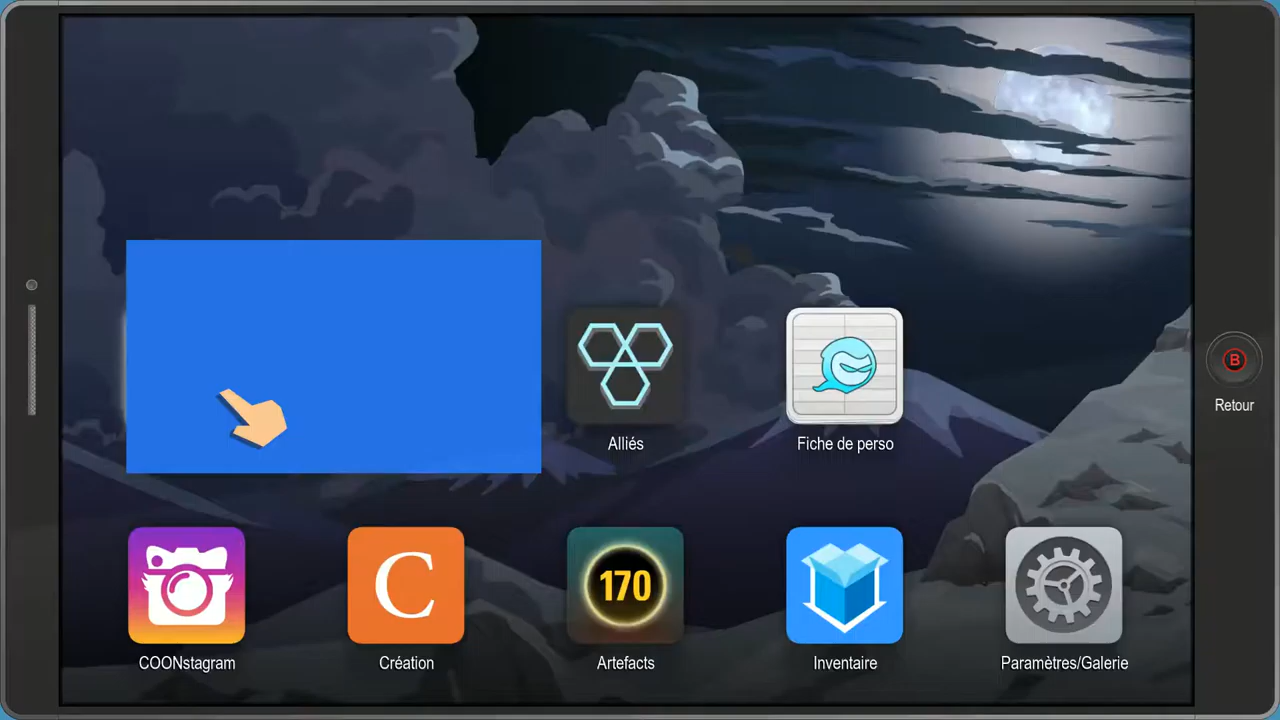 Alliés
Fiche de perso
B
Retour
C
170
COONstagram
Création
Artefacts
Inventaire
Paramètres/Galerie